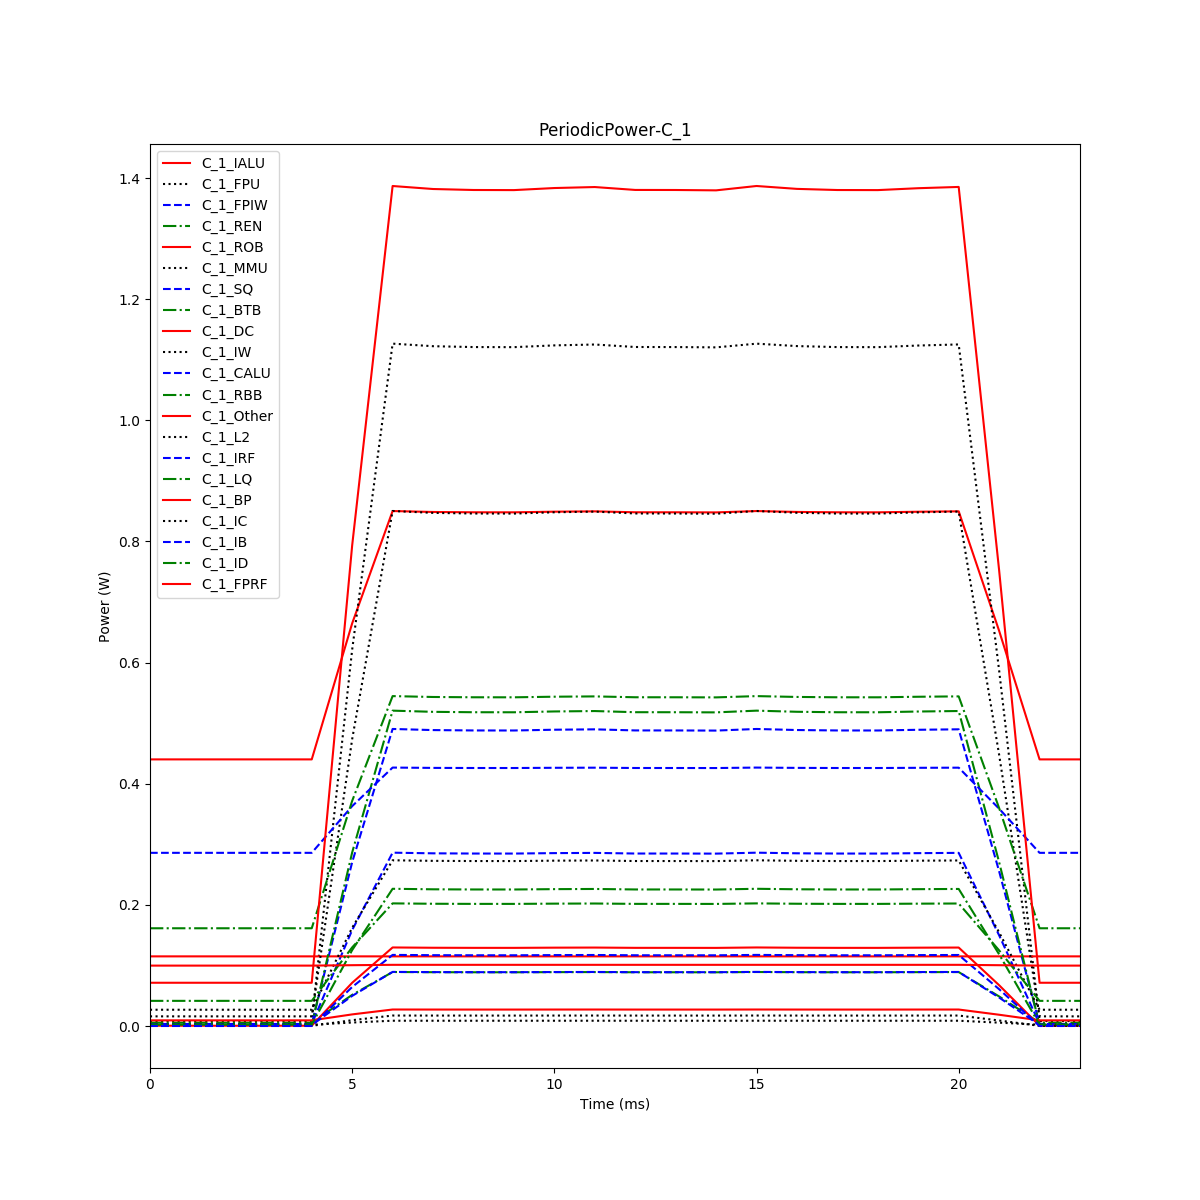 PeriodicPower-C_1
C_1_IALU
C_1_FPU
C_1_FPIW
C_1_REN
C_1_ROB
C_1_MMU
C_1_SQ
C_1_BTB
C_1_DC
C_1_IW
C_1_CALU
C_1_RBB
C_1_Other
C_1_L2
C_1_IRF
C_1_LQ
C_1_BP
C_1_IC
C_1_IB
C_1_ID
C_1_FPRF
1.4
1.2
1.0
0.8
0.6
0.4
0.2
0.0
Power (W)
0 5 10 15 20
Time (ms)